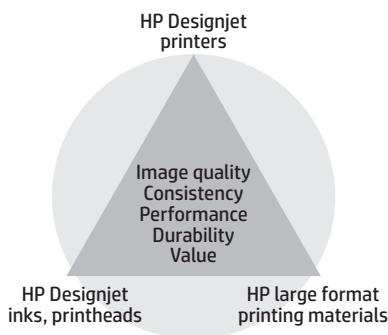 HP Designjet
printers
Image quality
Consistency
Performance
Durability
Value
HP Designjet
inks, printheads
HP large format
printing materials